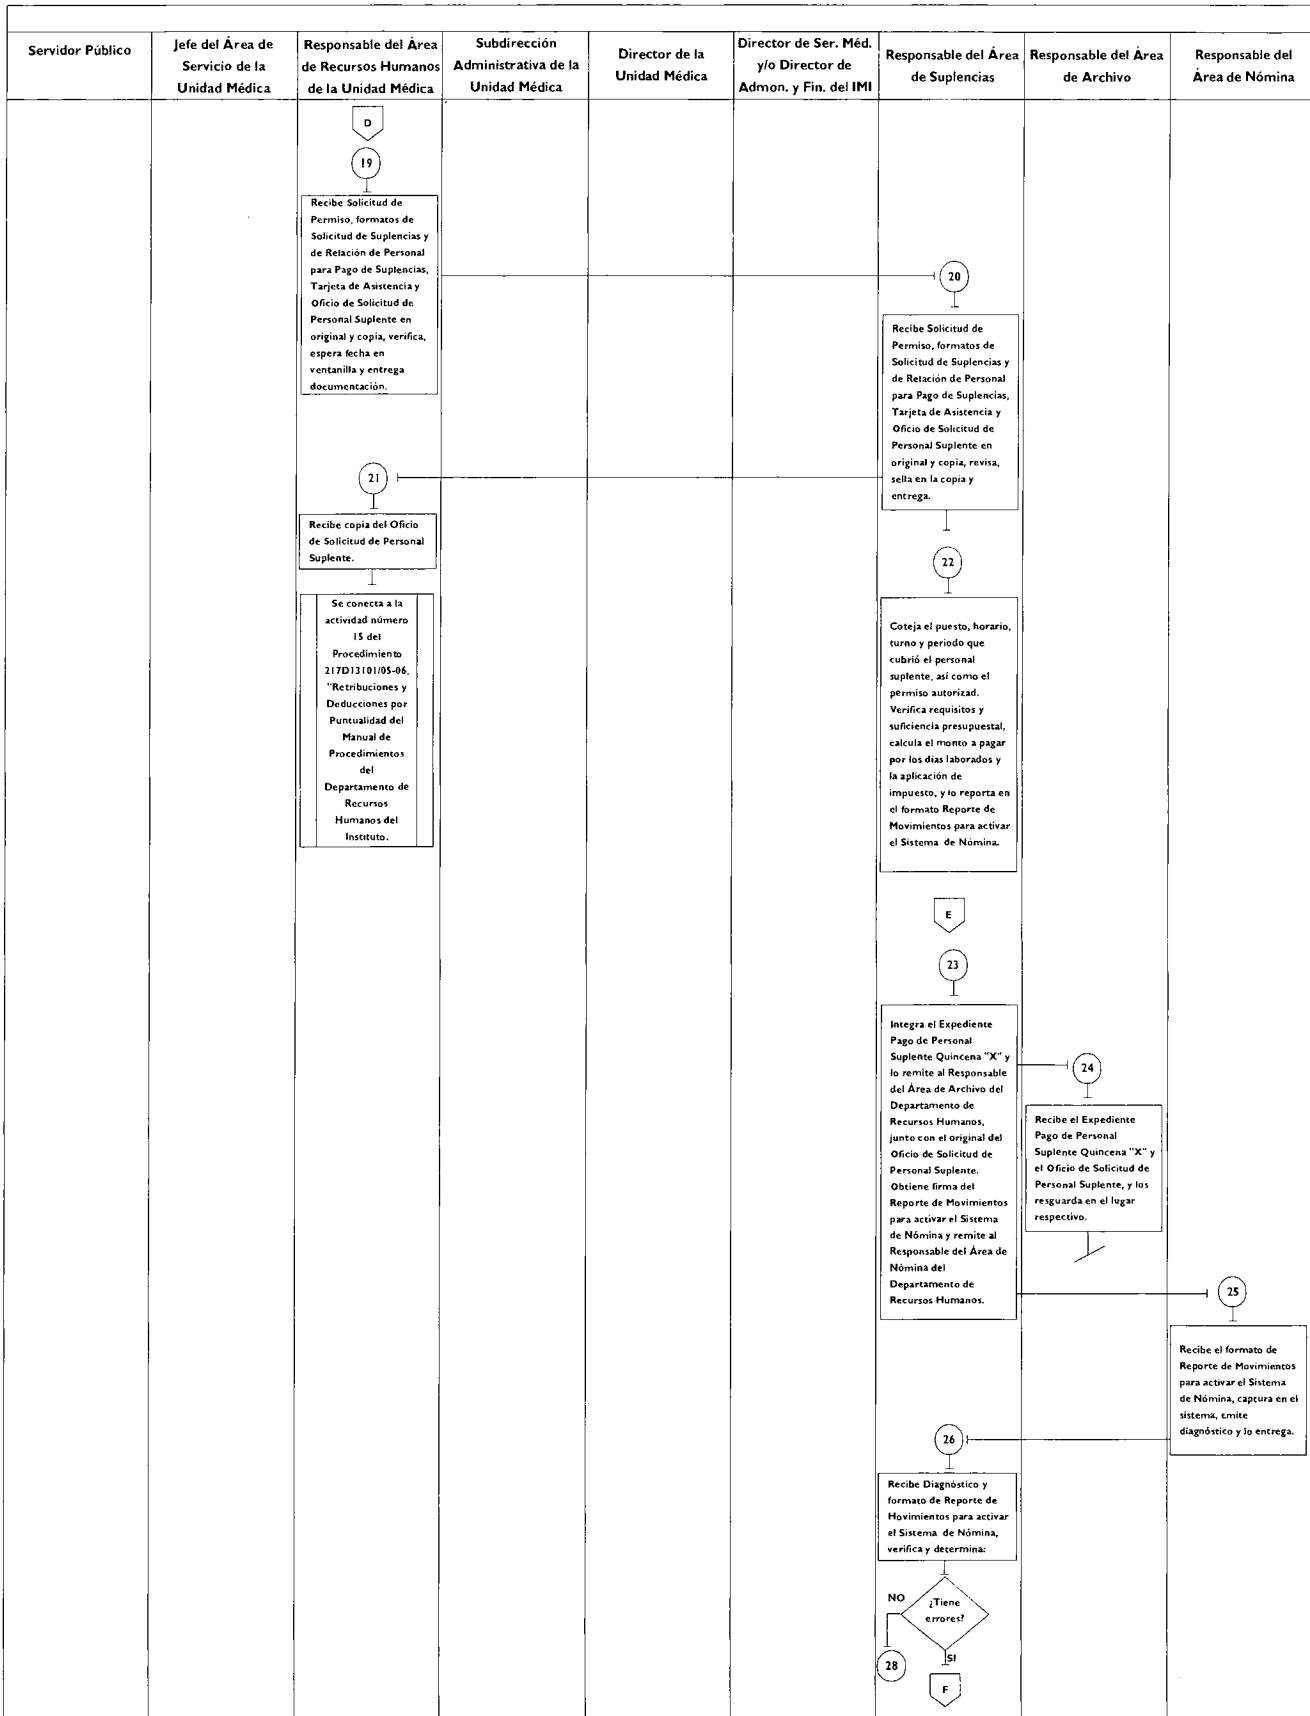 Servidor Público
Jefe del Área de
Servicio de la
Unidad Médica
Responsable del Área
de Recursos Humanos
de la Unidad Médica
Subdirección
Administrativa de la
Unidad Médica
Director de la
Unidad Médica
Director de Ser. Méd.
y/o Director de
Admon. y Fin. del IMI
Responsable del Área
de Suplencias
Responsable del Área
de Archivo
Responsable del
Área de Nómina
D
19
Recibe Solicitud de
Permiso, formatos de
Solicitud de Suplencias y
de Relación de Personal
para Pago de Suplencias,
Tarjeta de Asistencia y
Oficio de Solicitud de
Personal Suplente en
original y copia, verifica,
espera fecha en
ventanilla y entrega
documentación.
20
Recibe Solicitud de
Permiso, formatos de
Solicitud de Suplencias y
de Relación de Personal
para Pago de Suplencias,
Tarjeta de Asistencia y
Oficio de Solicitud de
Personal Suplente en
original y copia, revisa,
sella en la copia y
entrega.
21
Recibe copia del Oficio
de Solicitud de Personal
Suplente.
Se conecta a la
actividad número
15 del
Procedimiento
217D13101/05-06,
"Retribuciones y
Deducciones por
Puntualidad del
Manual de
Procedimientos
del
Departamento de
Recursos
Humanos del
Instituto.
22
Coteja el puesto, horario,
turno y periodo que
cubrió el personal
suplente, así como el
permiso autorizad.
Verifica requisitos y
suficiencia presupuestal,
calcula el monto a pagar
por los días laborados y
la aplicación de
impuesto, y lo reporta en
el formato Reporte de
Movimientos para activar
el Sistema de Nómina.
E
23
Integra el Expediente
Pago de Personal
Suplente Quincena "X" y
lo remite al Responsable
del Área de Archivo del
Departamento de
Recursos Humanos,
junto con el original del
Oficio de Solicitud de
Personal Suplente.
Obtiene firma del
Reporte de Movimientos
para activar el Sistema
de Nómina y remite al
Responsable del Área de
Nómina del
Departamento de
Recursos Humanos.
24
Recibe el Expediente
Pago de Personal
Suplente Quincena "X" y
el Oficio de Solicitud de
Personal Suplente, y los
resguarda en el lugar
respectivo.
25
Recibe el formato de
Reporte de Movimientos
para activar el Sistema
de Nómina, captura en el
sistema, emite
diagnóstico y lo entrega.
26
Recibe Diagnóstico y
formato de Reporte de
Movimientos para activar
el Sistema de Nómina,
verifica y determina:
¿Tiene
errores?
NO
28
SI
F